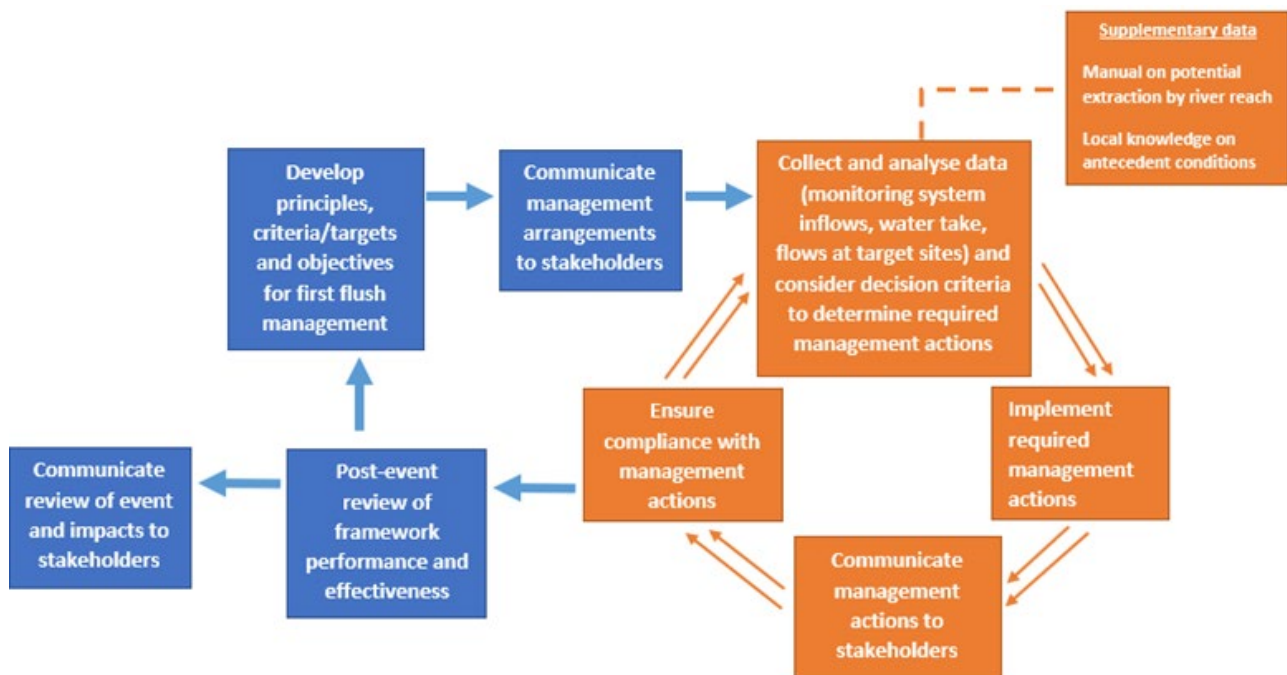 Supplementary data
Manual on potential
extraction by river reach
Local knowledge on
antecedent conditions
Develop
principles,
criteria/targets
and objectives
for first flush
management
Communicate
management
arrangements
to stakeholders
Collect and analyse data
(monitoring system
inflows, water take,
flows at target sites) and
consider decision criteria
to determine required
management actions
Implement
required
management
actions
Communicate
management
actions to
stakeholders
Ensure
compliance with
management
actions
Post-event
review of
framework
performance and
effectiveness
Communicate
review of event
and impacts to
stakeholders